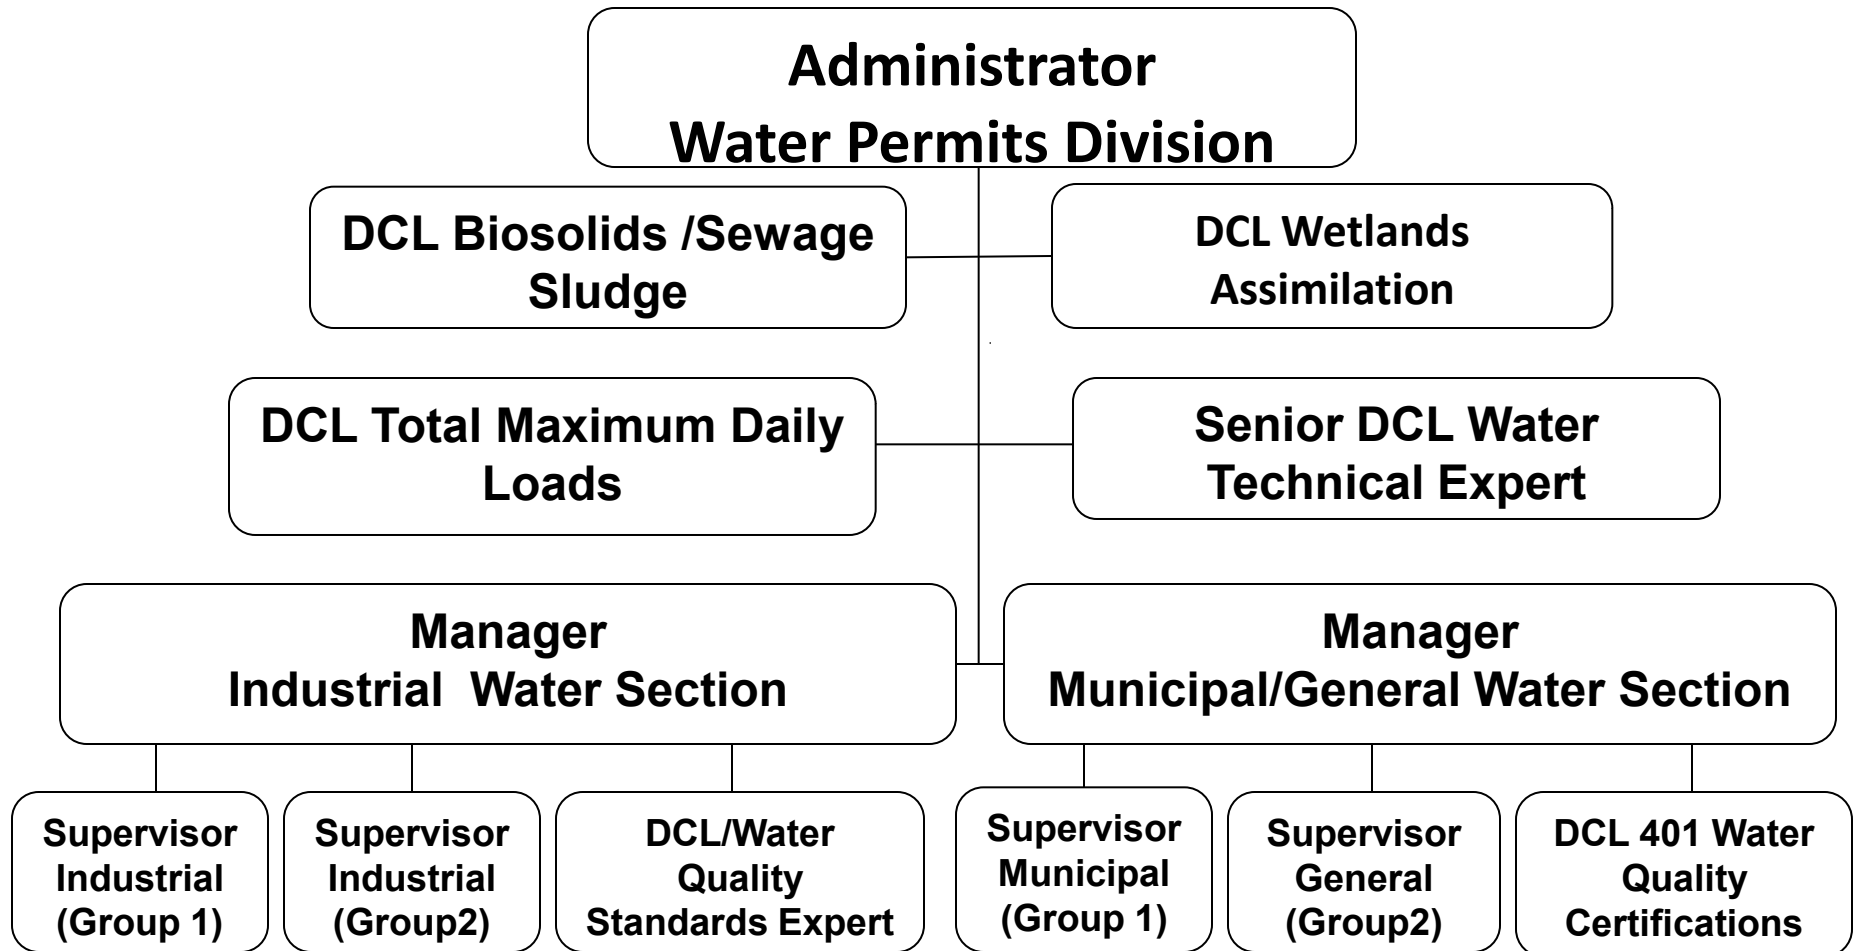 Administrator
Water Permits Division
DCL Biosolids /Sewage
Sludge
DCL Wetlands
Assimilation
DCL Total Maximum Daily
Loads
Senior DCL Water
Technical Expert
Manager
Industrial  Water Section
Manager
Municipal/General Water Section
Supervisor
Industrial
(Group 1)
Supervisor
Industrial
(Group2)
DCL/Water
Quality
Standards Expert
Supervisor
Municipal
(Group 1)
Supervisor
General
(Group2)
DCL 401 Water
Quality
Certifications